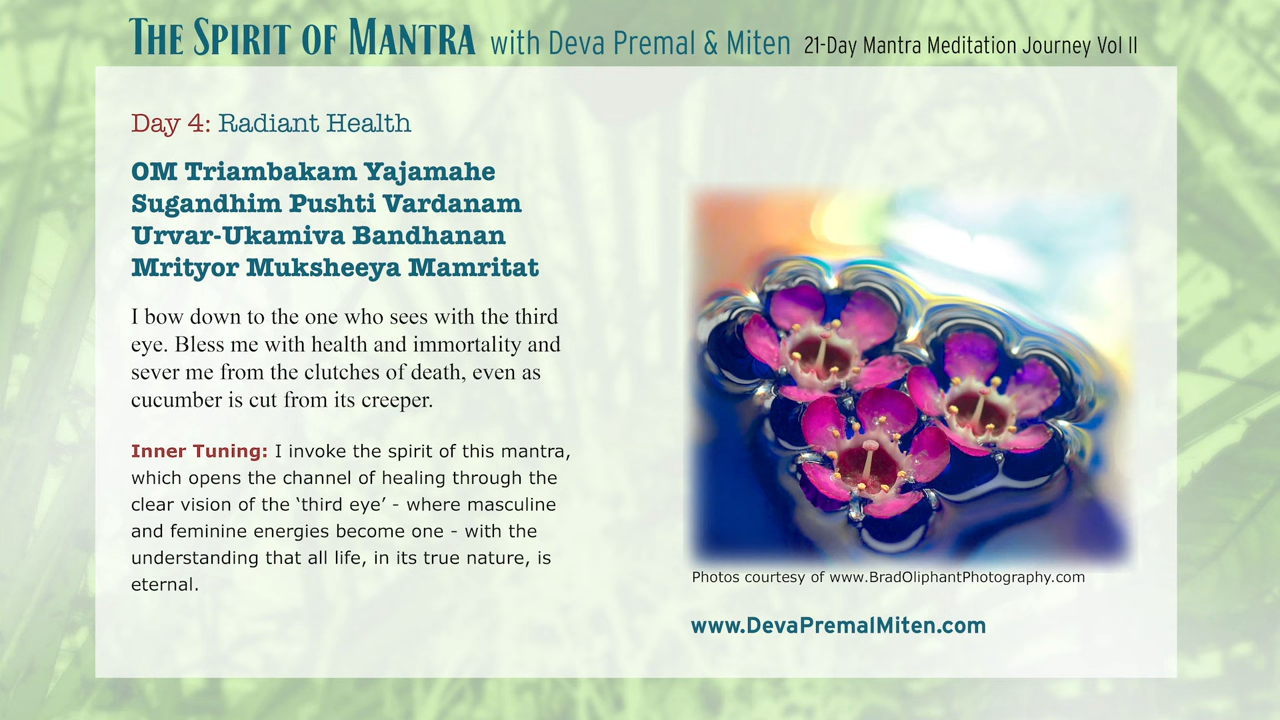 The Spirit of Mantra with Deva Premal & Miten 21-Day Mantra Meditation Journey Vol II
Day 4: Radiant Health
OM Triambakam Yajamahe
Sugandhim Pushti Vardanam
Urvar-Ukamiva Bandhanan
Mrityor Muksheeya Mamritat
I bow down to the one who sees with the third
eye. Bless me with health and immortality and
sever me from the clutches of death, even as
cucumber is cut from its creeper.
Inner Tuning: I invoke the spirit of this mantra,
which opens the channel of healing through the
clear vision of the ‘third eye’ - where masculine
and feminine energies become one - with the
understanding that all life, in its true nature, is
eternal.
Photos courtesy of www.BradOliphantPhotography.com
www.DevaPremalMiten.com